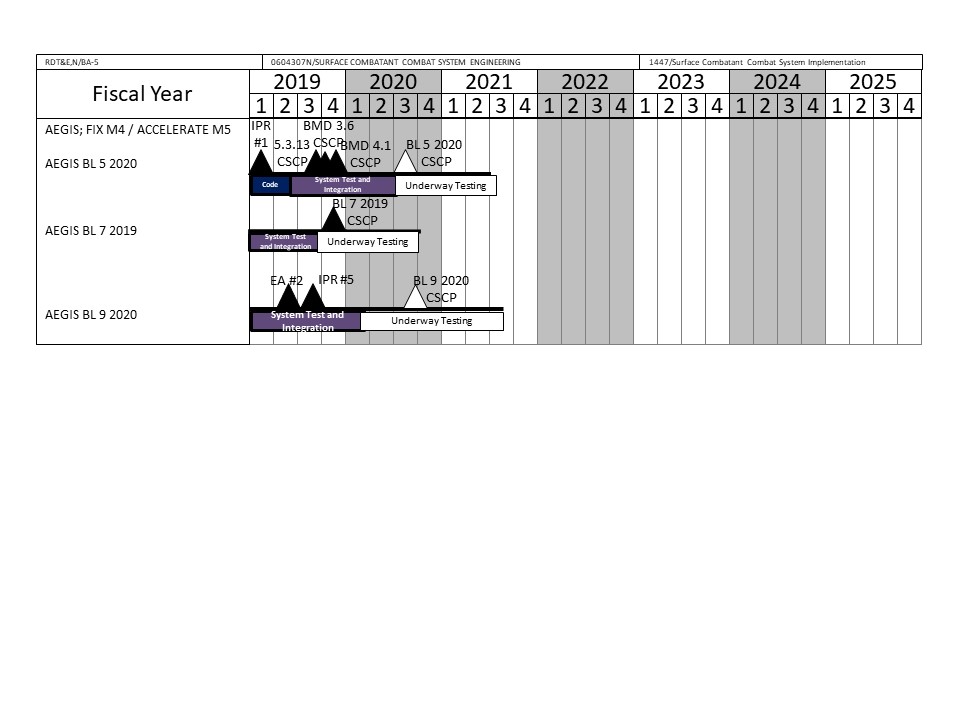 RDT&E,N/BA-5 0604307N/SURFACE COMBATANT COMBAT SYSTEM ENGINEERING 1447/Surface Combatant Combat System Implementation
Fiscal Year
2019 2020 2021 2022 2023 2024 2025
1 2 3 4 1 2 3 4 1 2 3 4 1 2 3 4 1 2 3 4 1 2 3 4 1 2 3 4
AEGIS; FIX M4 / ACCELERATE M5
IPR
#1
5.3.13
CSCP
BMD 3.6
CSCP
BMD 4.1
CSCP
BL 5 2020
CSCP
AEGIS BL 5 2020
Code
System Test and
Integration
Underway Testing
BL 7 2019
CSCP
AEGIS BL 7 2019
System Test
and Integration
Underway Testing
EA #2
IPR #5
BL 9 2020
CSCP
AEGIS BL 9 2020
System Test and
Integration
Underway Testing